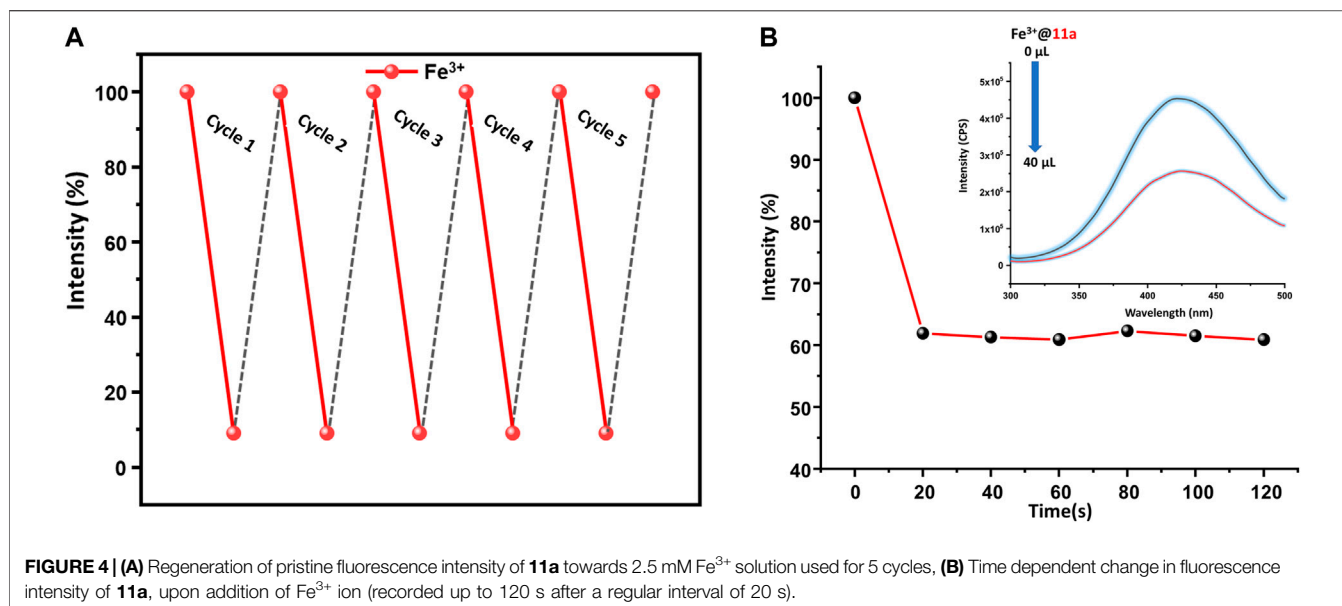 A
Fe³⁺
Intensity (%)
100
80
60
40
20
0
Cycle 1
Cycle 2
Cycle 3
Cycle 4
Cycle 5
B
Intensity (%)
100
90
80
70
60
50
40
0 20 40 60 80 100 120
Time(s)
Fe³⁺@11a
0 µL
40 µL
Intensity (CPS)
5x10⁵
4x10⁵
3x10⁵
2x10⁵
1x10⁵
0
300 350 400 450 500
Wavelength (nm)
FIGURE 4 | (A) Regeneration of pristine fluorescence intensity of 11a towards 2.5 mM Fe³⁺ solution used for 5 cycles, (B) Time dependent change in fluorescence
intensity of 11a, upon addition of Fe³⁺ ion (recorded up to 120 s after a regular interval of 20 s).